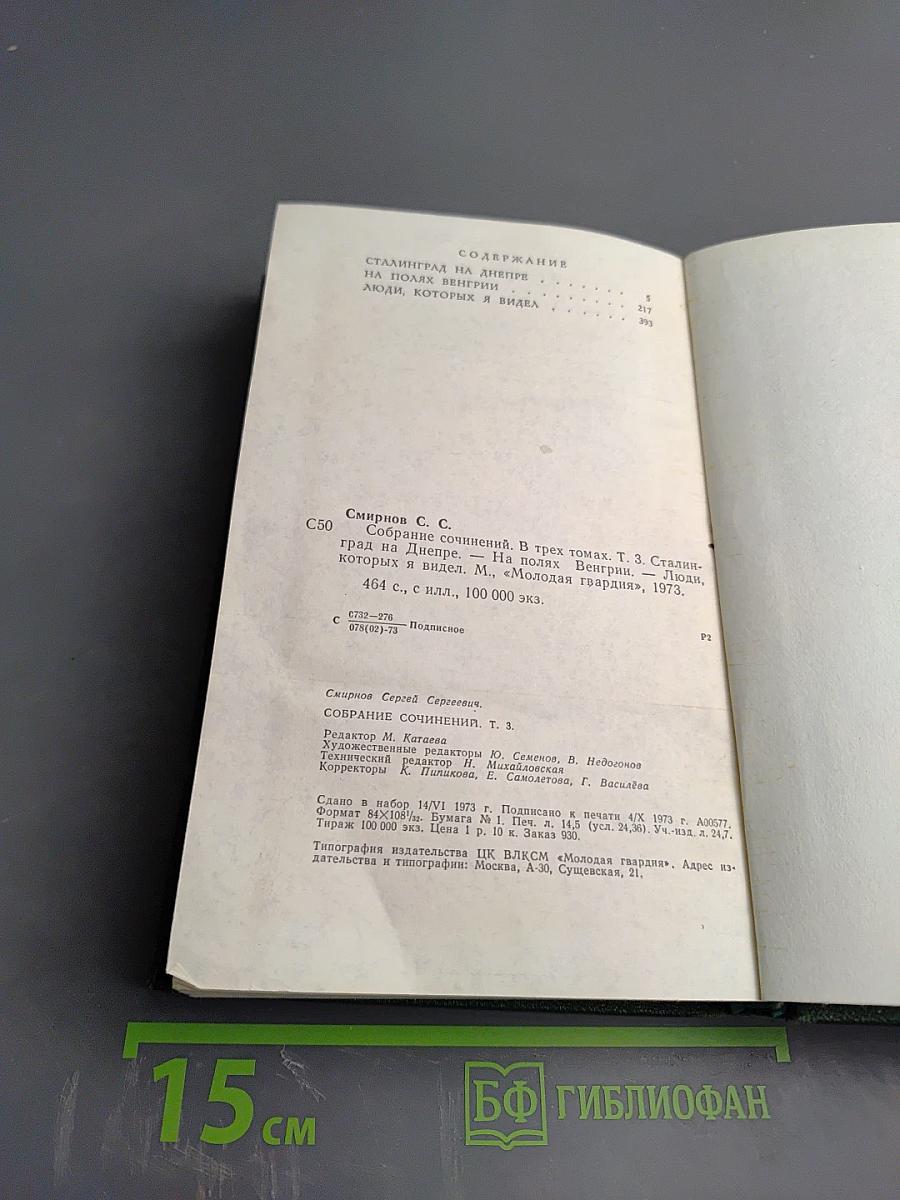 СОДЕРЖАНИЕ
СТАЛИНГРАД НА ДНЕПРЕ . . . . . . . 5
НА ПОЛЯХ ВЕНГРИИ . . . . . . . . . 217
ЛЮДИ, КОТОРЫХ Я ВИДЕЛ . . . . . . 393
Смирнов С. С.
С50 Собрание сочинений. В трех томах. Т. 3. Сталин-
град на Днепре. — На полях Венгрии. — Люди,
которых я видел. М., «Молодая гвардия», 1973.
464 с., с илл., 100 000 экз.
С 0732—276
078(02)-73 Подписное Р2
Смирнов Сергей Сергеевич.
СОБРАНИЕ СОЧИНЕНИЙ. Т. 3.
Редактор М. Катаева
Художественные редакторы Ю. Семенов, В. Недогонов
Технический редактор Н. Михайловская
Корректоры К. Пипикова, Е. Самолетова, Г. Василёва
Сдано в набор 14/VI 1973 г. Подписано к печати 4/X 1973 г. А00577.
Формат 84×108¹/₃₂. Бумага № 1. Печ. л. 14,5 (усл. 24,36). Уч.-изд. л. 24,7.
Тираж 100 000 экз. Цена 1 р. 10 к. Заказ 930.
Типография издательства ЦК ВЛКСМ «Молодая гвардия». Адрес из-
дательства и типографии: Москва, А-30, Сущевская, 21.
15 см
БФ ГИБЛИОФАН